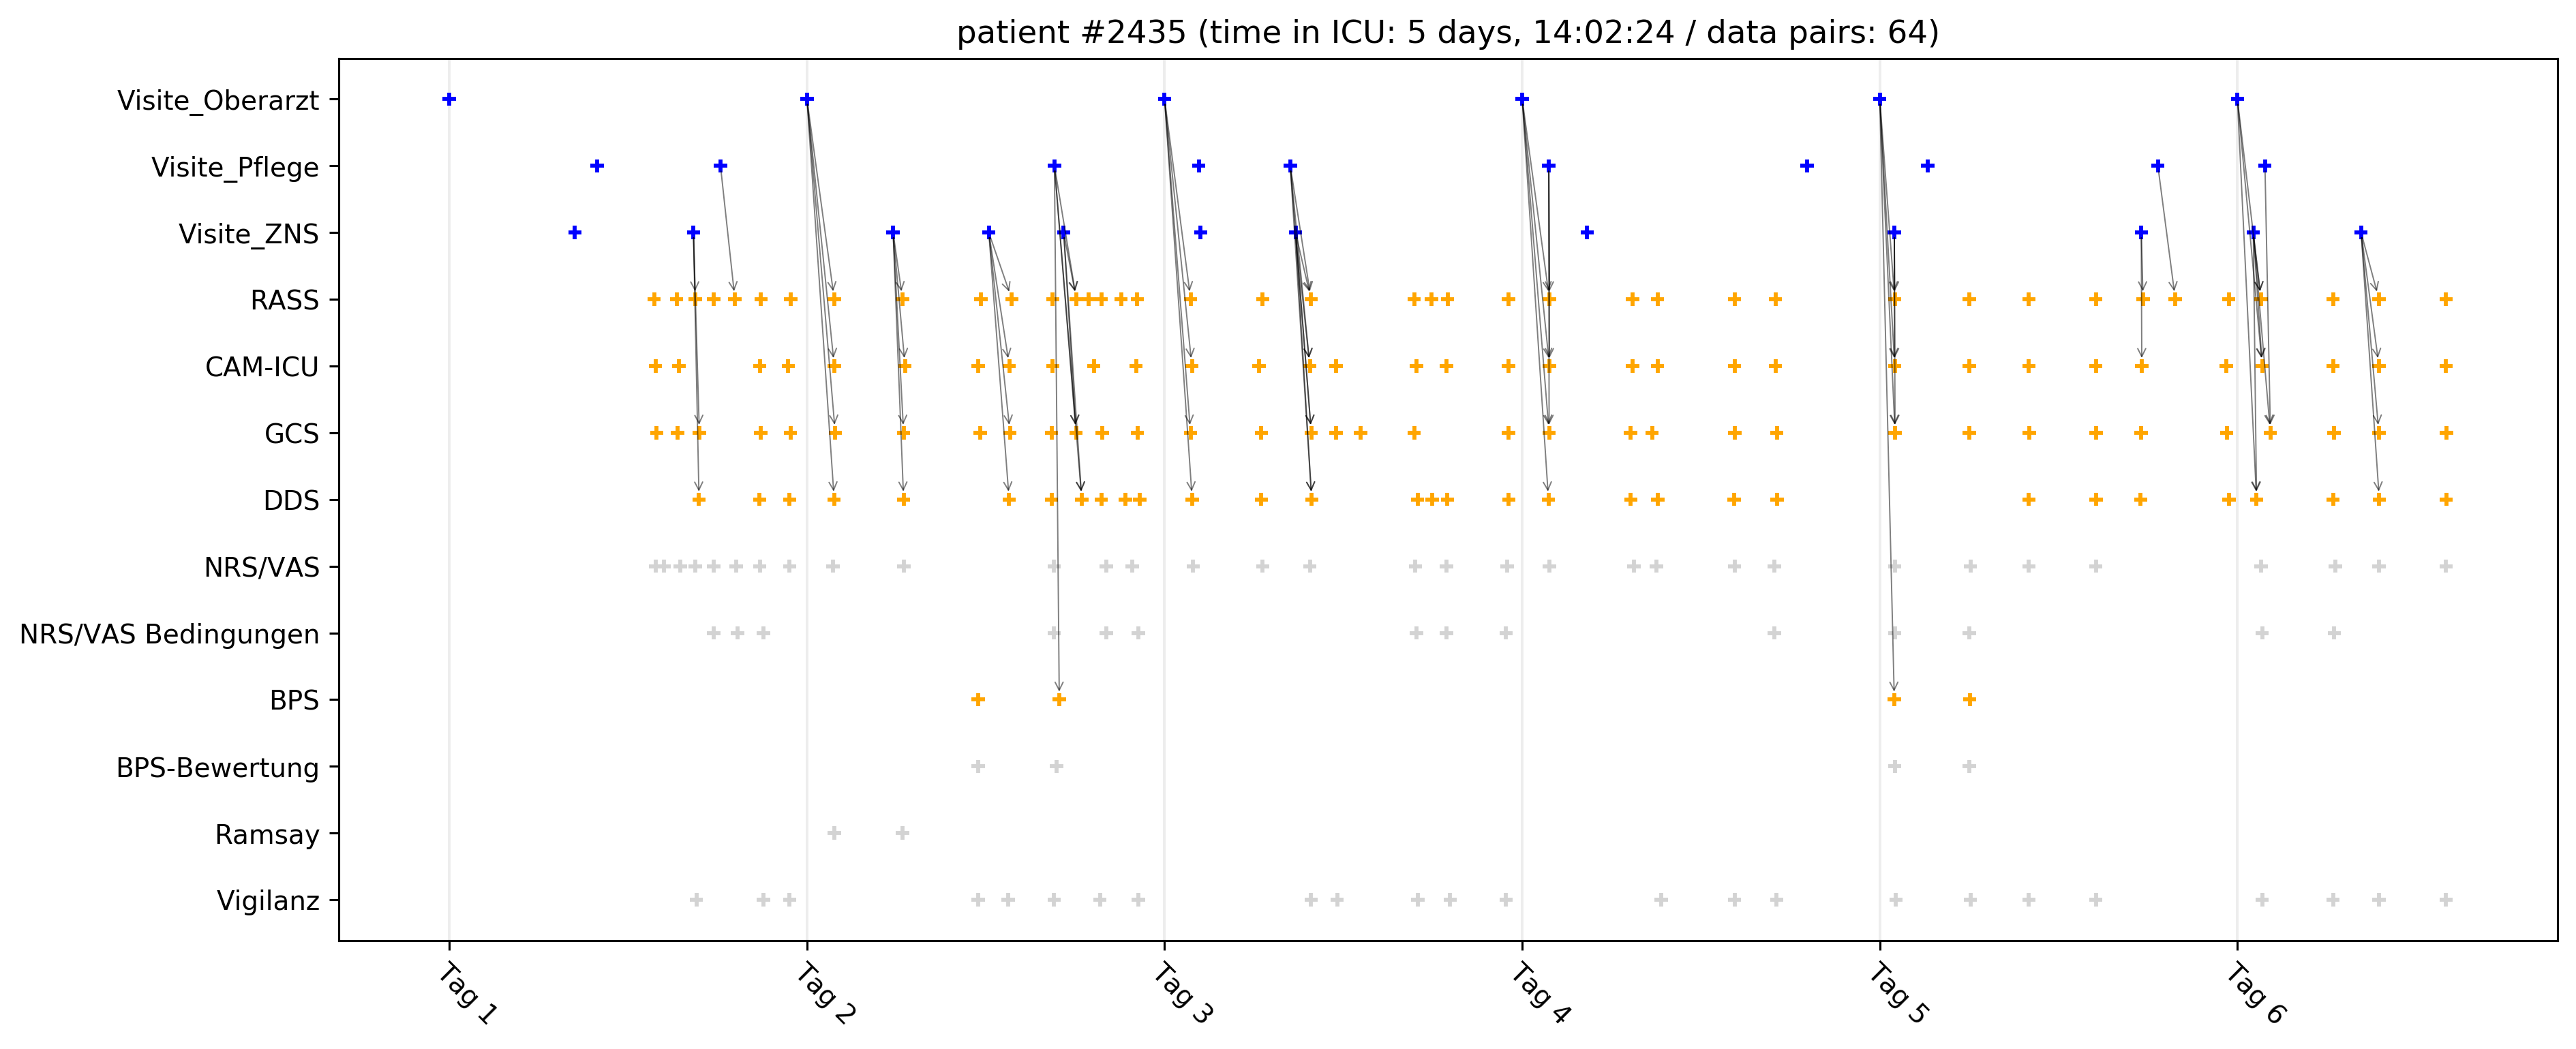 patient #2435 (time in ICU: 5 days, 14:02:24 / data pairs: 64)
Visite_Oberarzt
Visite_Pflege
Visite_ZNS
RASS
CAM-ICU
GCS
DDS
NRS/VAS
NRS/VAS Bedingungen
BPS
BPS-Bewertung
Ramsay
Vigilanz
Tag 1
Tag 2
Tag 3
Tag 4
Tag 5
Tag 6